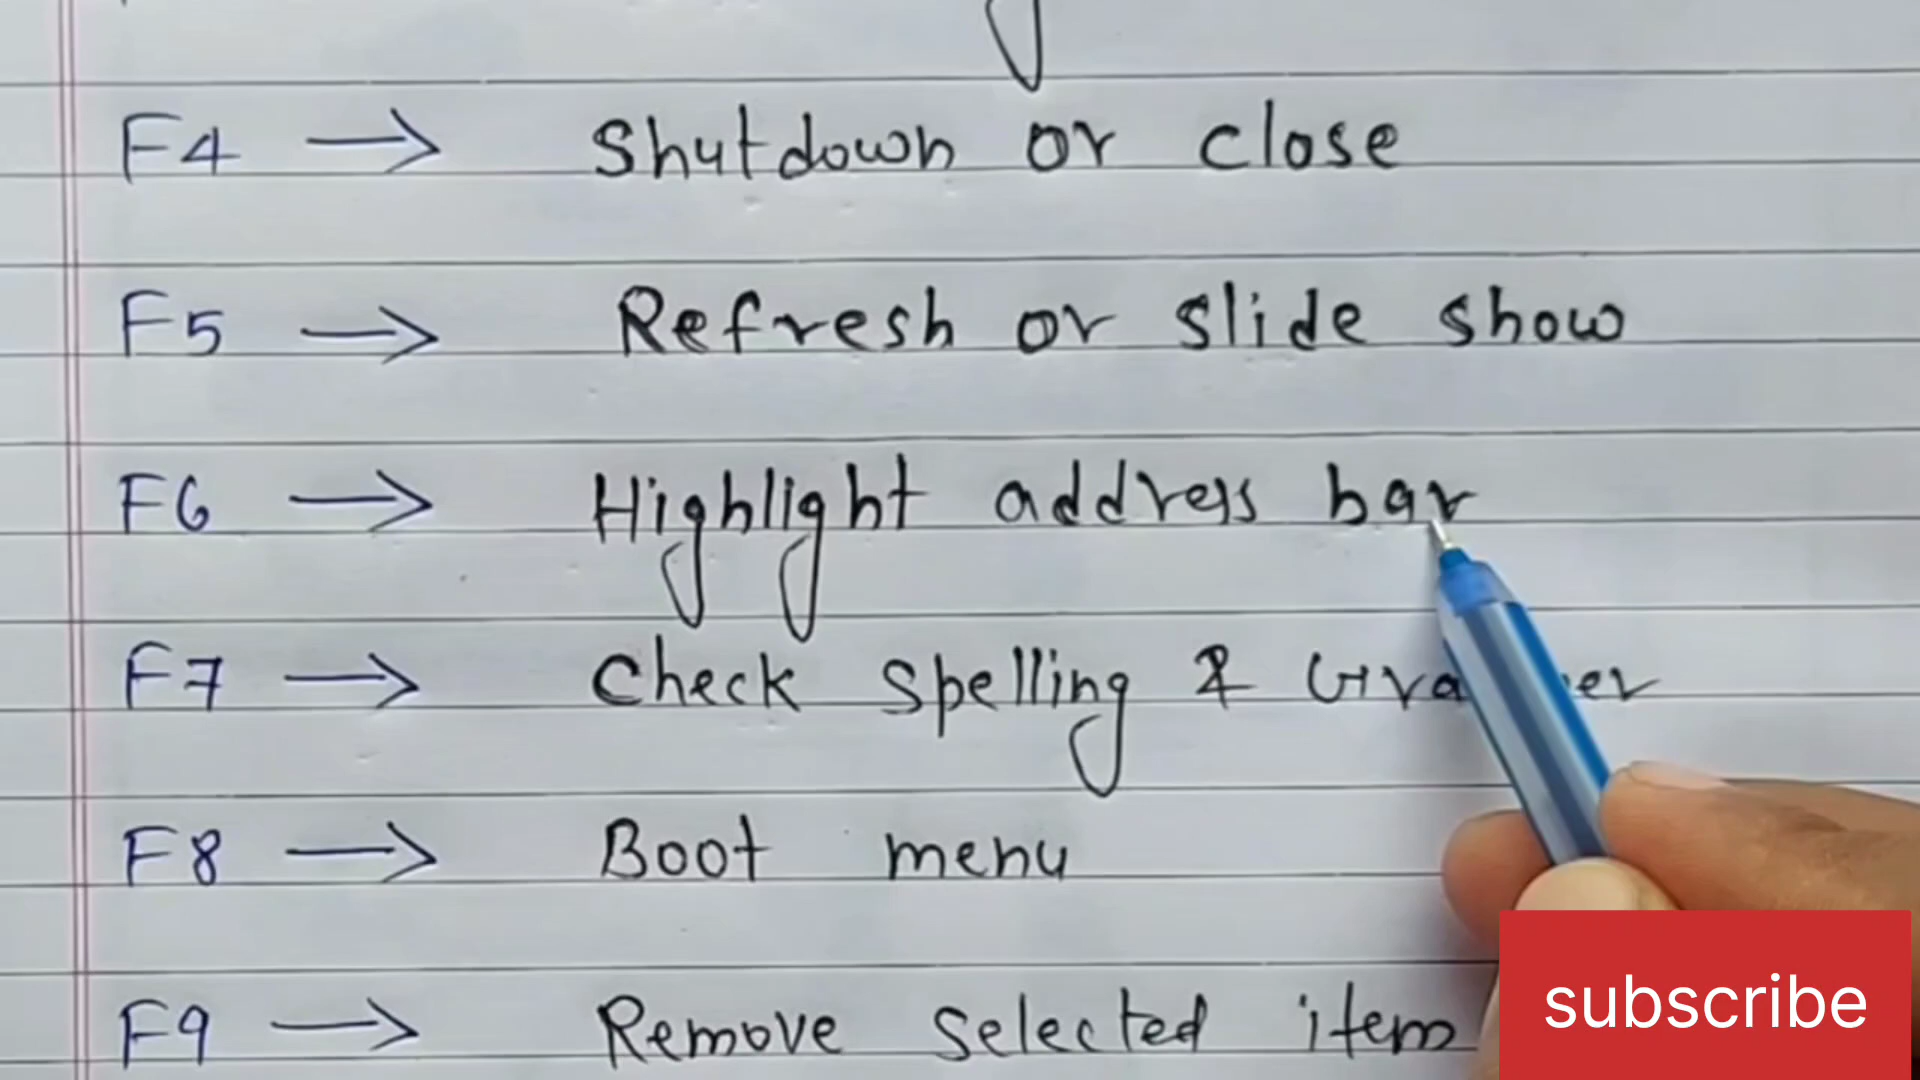 F4 → Shutdown or close
F5 → Refresh or slide show
F6 → Highlight address bar
F7 → Check spelling &
F8 → Boot menu
F9 → Remove selected item
subscribe